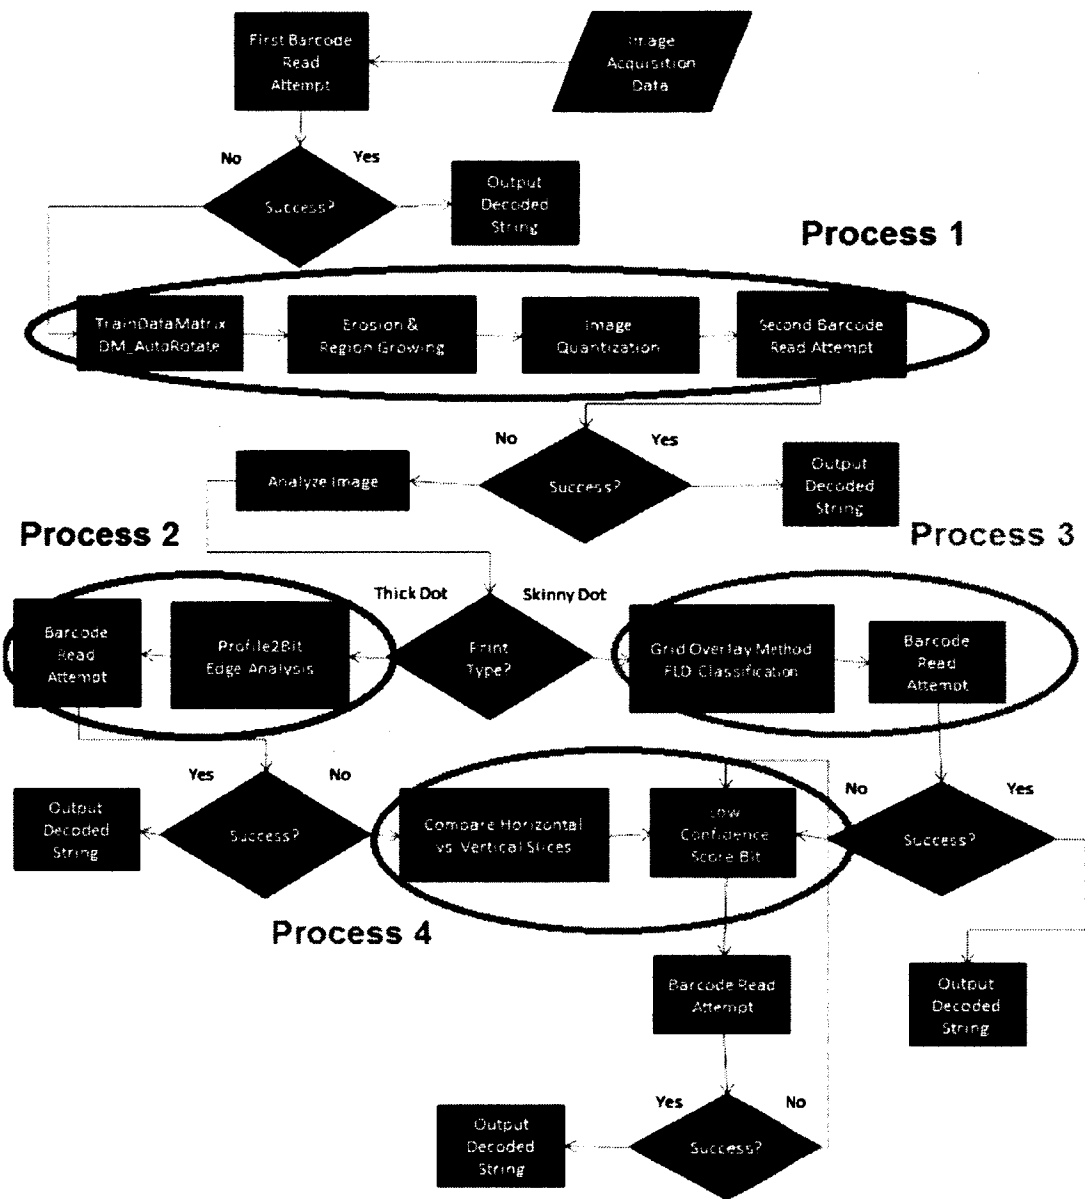 First Barcode
Read
Attempt
Image
Acquisition
Data
No
Yes
Success?
Output
Decoded
String
Process 1
TrainDataMatrix
DM_AutoRotate
Erosion &
Region Growing
Image
Quantization
Second Barcode
Read Attempt
No
Yes
Analyze Image
Success?
Output
Decoded
String
Process 2
Process 3
Thick Dot
Skinny Dot
Barcode
Read
Attempt
Profile2Bit
Edge Analysis
Print
Type?
Grid Overlay Method
FLD Classification
Barcode
Read
Attempt
Yes
No
No
Yes
Output
Decoded
String
Success?
Compare Horizontal
vs. Vertical Slices
Low
Confidence
Score Bit
Success?
Process 4
Barcode Read
Attempt
Output
Decoded
String
Yes
No
Output
Decoded
String
Success?